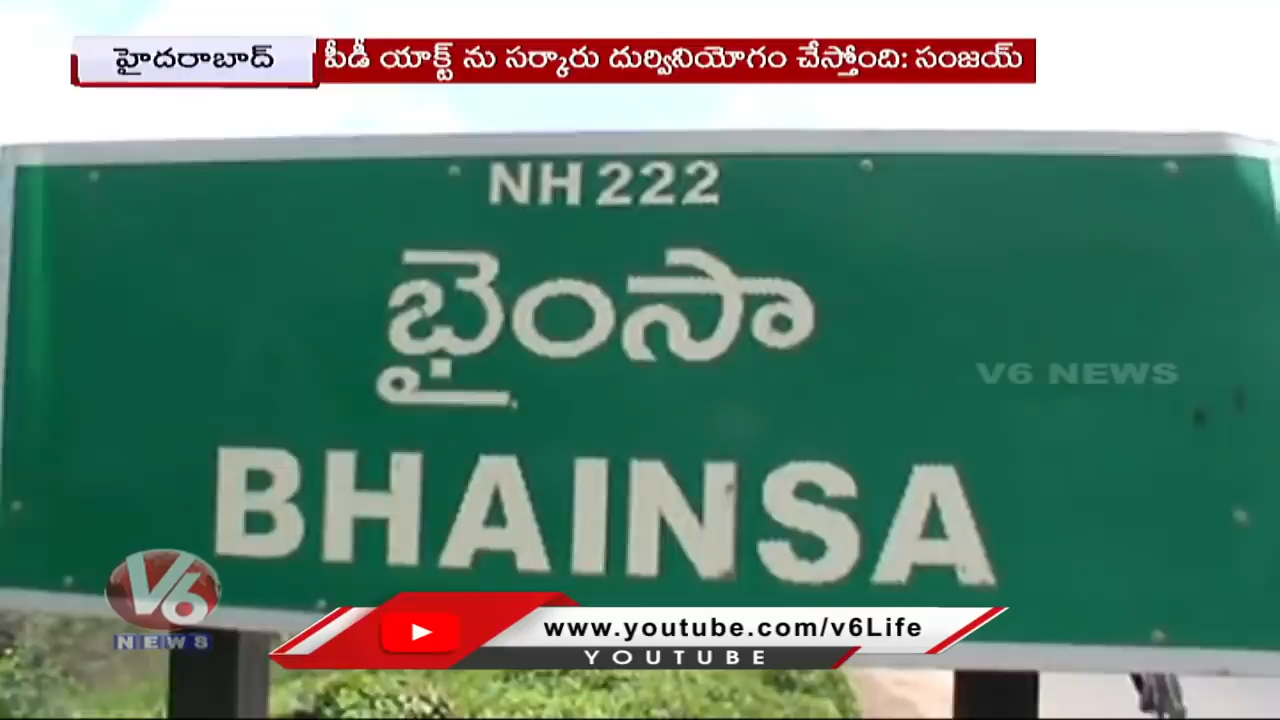 హైదరాబాద్ పీడీ యాక్ట్ ను సర్కారు దుర్వినియోగం చేస్తోంది: సంజయ్
NH 222
భైంసా
V6 NEWS
BHAINSA
V6
NEWS
www.youtube.com/v6Life
YOUTUBE